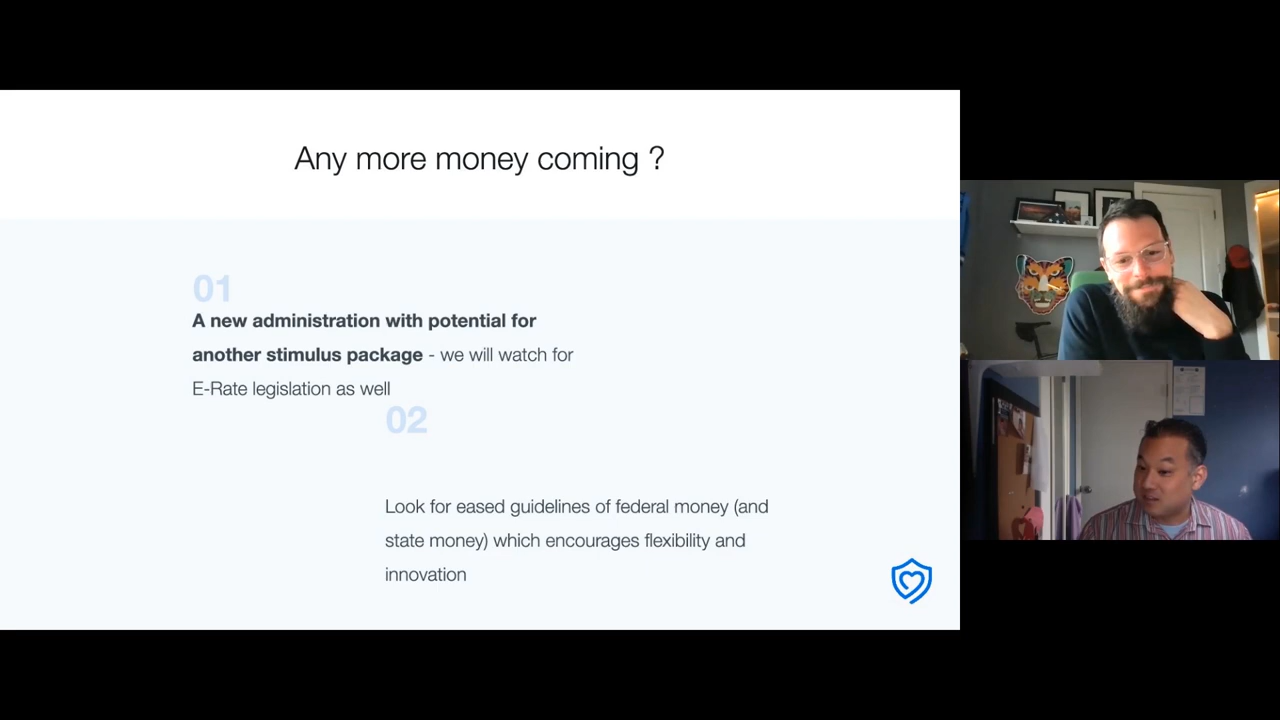 Any more money coming ?
01
A new administration with potential for
another stimulus package - we will watch for
E-Rate legislation as well
02
Look for eased guidelines of federal money (and
state money) which encourages flexibility and
innovation